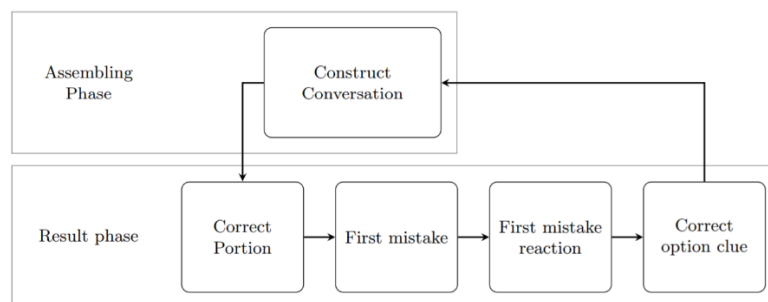 Assembling
Phase
Construct
Conversation
Result phase
Correct
Portion
First mistake
First mistake
reaction
Correct
option clue